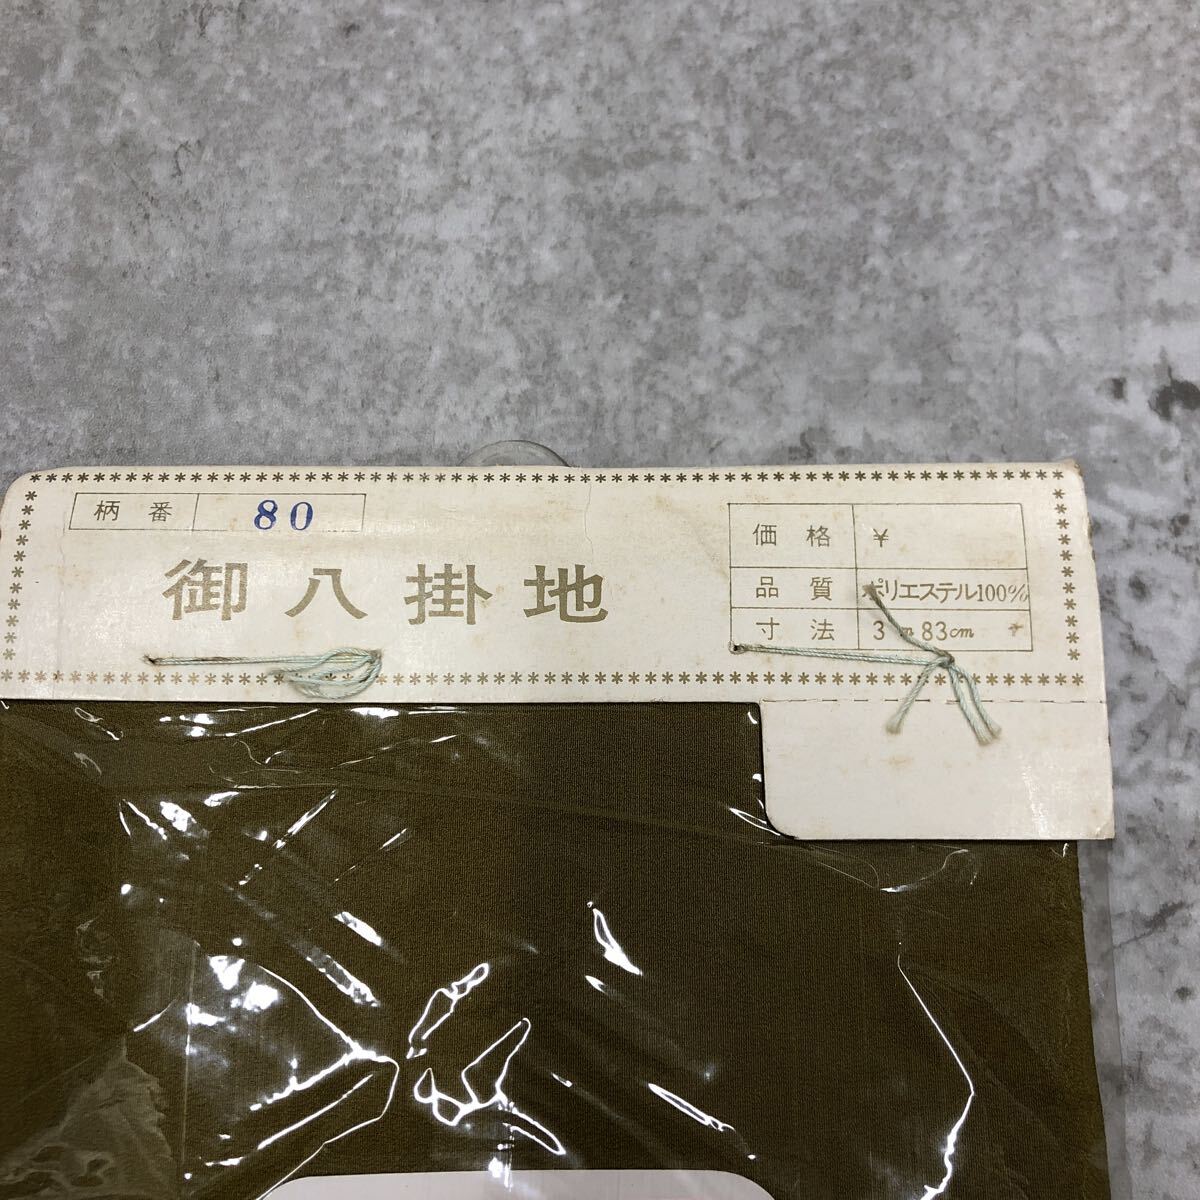 柄番 80
御八掛地
価格 ¥
品質 ポリエステル100%
寸法 3m83cm